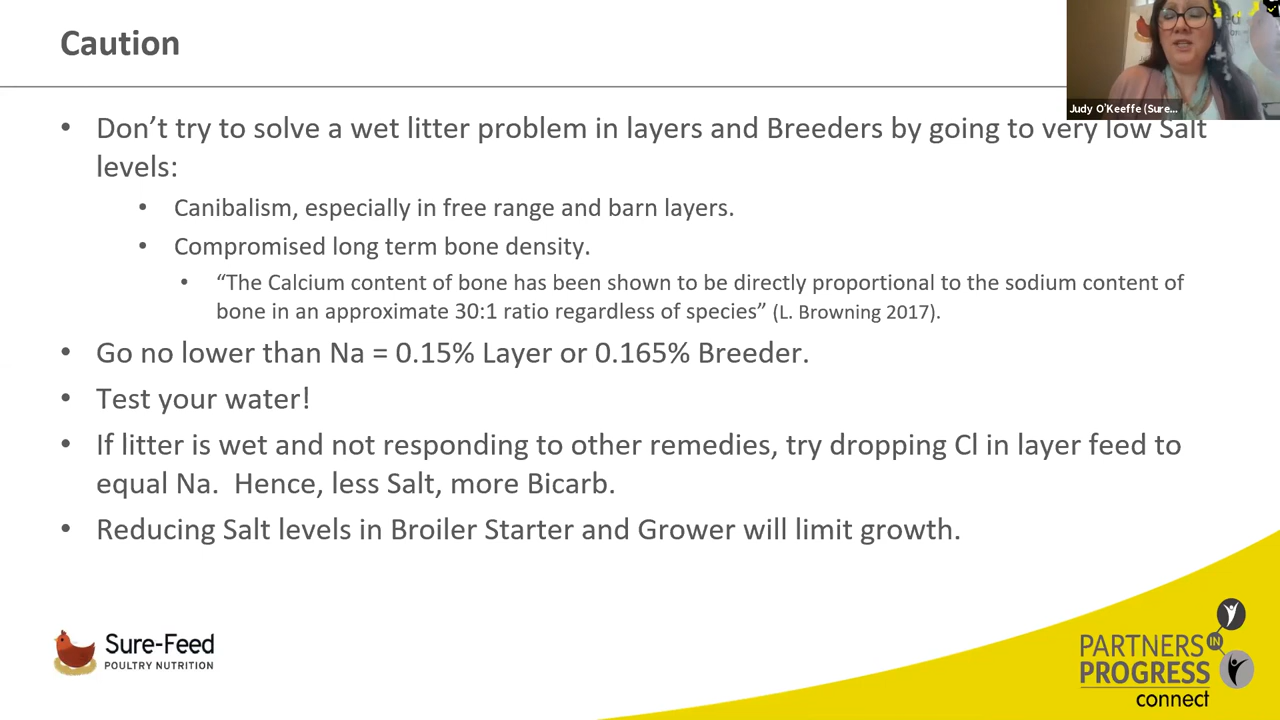 Caution
Judy O'Keeffe (Sure...
• Don't try to solve a wet litter problem in layers and Breeders by going to very low Salt
levels:
• Canibalism, especially in free range and barn layers.
• Compromised long term bone density.
• “The Calcium content of bone has been shown to be directly proportional to the sodium content of
bone in an approximate 30:1 ratio regardless of species” (L. Browning 2017).
• Go no lower than Na = 0.15% Layer or 0.165% Breeder.
• Test your water!
• If litter is wet and not responding to other remedies, try dropping Cl in layer feed to
equal Na.  Hence, less Salt, more Bicarb.
• Reducing Salt levels in Broiler Starter and Grower will limit growth.
Sure-Feed
POULTRY NUTRITION
PARTNERS IN
PROGRESS
connect